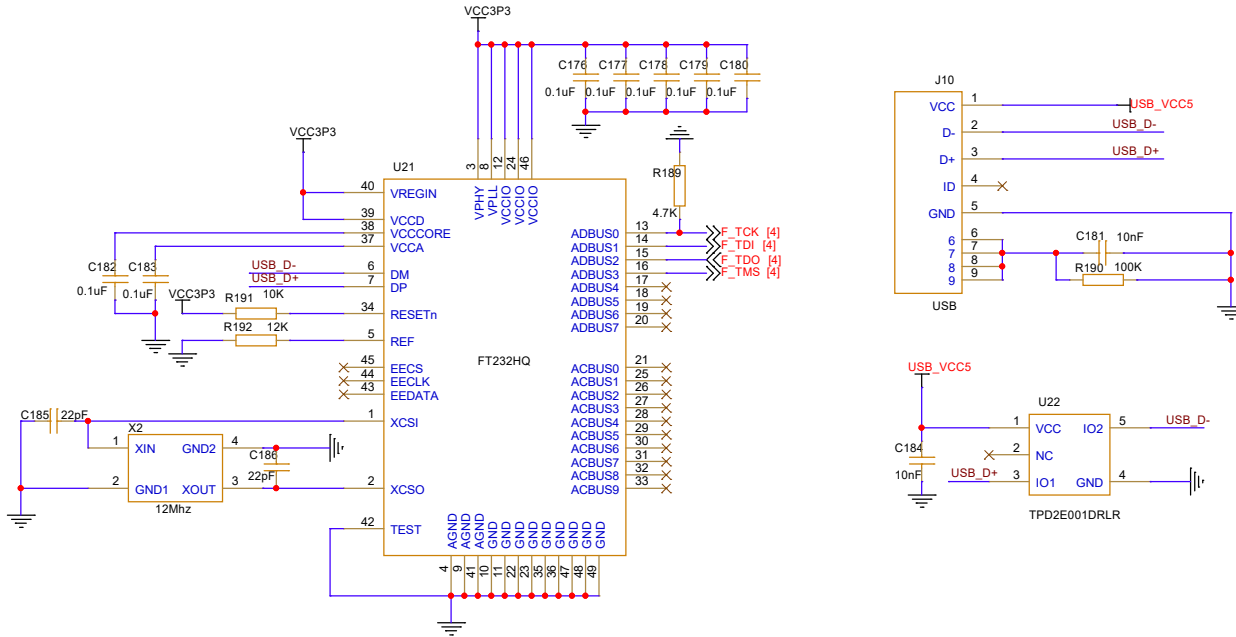 VCC3P3
C176 C177 C178 C179 C180
0.1uF 0.1uF 0.1uF 0.1uF 0.1uF
VCC3P3
U21
3 8 12 24 46
VPHY VPLL VCCIO VCCIO VCCIO
R189
4.7K
40 VREGIN
39 VCCD
38 VCCCORE
37 VCCA
6 DM
7 DP
34 RESETn
5 REF
45 EECS
44 EECLK
43 EEDATA
1 XCSI
2 XCSO
42 TEST
FT232HQ
ADBUS0 13 F_TCK [4]
ADBUS1 14 F_TDI [4]
ADBUS2 15 F_TDO [4]
ADBUS3 16 F_TMS [4]
ADBUS4 17
ADBUS5 18
ADBUS6 19
ADBUS7 20
ACBUS0 21
ACBUS1 25
ACBUS2 26
ACBUS3 27
ACBUS4 28
ACBUS5 29
ACBUS6 30
ACBUS7 31
ACBUS8 32
ACBUS9 33
AGND AGND AGND GND GND GND GND GND GND GND GND GND
4 9 41 10 11 22 23 35 36 47 48 49
C182 C183
0.1uF 0.1uF
USB_D-
USB_D+
VCC3P3 R191 10K
R192 12K
C185 22pF
X2
1 XIN GND2 4
2 GND1 XOUT 3
12Mhz
C186
22pF
J10
VCC 1 USB_VCC5
D- 2 USB_D-
D+ 3 USB_D+
ID 4
GND 5
6 6
7 7
8 8
9 9
USB
C181 10nF
R190 100K
USB_VCC5
U22
1 VCC IO2 5 USB_D-
2 NC
USB_D+ 3 IO1 GND 4
C184
10nF
TPD2E001DRLR